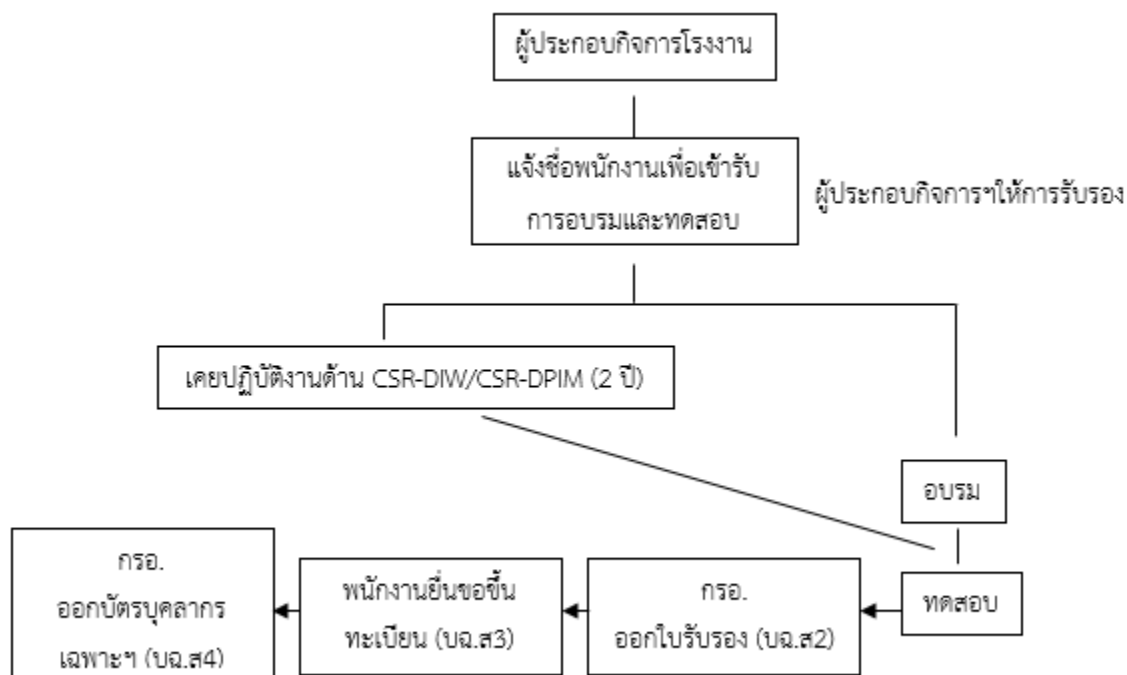 ผู้ประกอบกิจการโรงงาน
แจ้งชื่อพนักงานเพื่อเข้ารับ
การอบรมและทดสอบ
ผู้ประกอบกิจการฯให้การรับรอง
เคยปฏิบัติงานด้าน CSR-DIW/CSR-DPIM (2 ปี)
อบรม
ทดสอบ
กรอ.
ออกใบรับรอง (บฉ.ส2)
พนักงานยื่นขอขึ้น
ทะเบียน (บฉ.ส3)
กรอ.
ออกบัตรบุคลากร
เฉพาะฯ (บฉ.ส4)